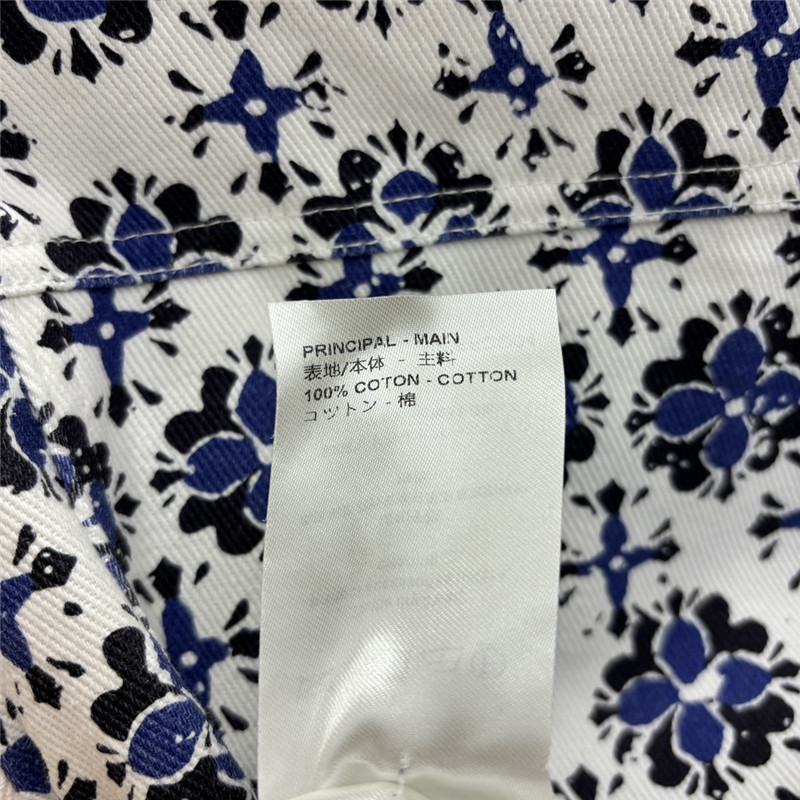 PRINCIPAL - MAIN
表地/本体 - 主料
100% COTON - COTTON
コットン - 棉